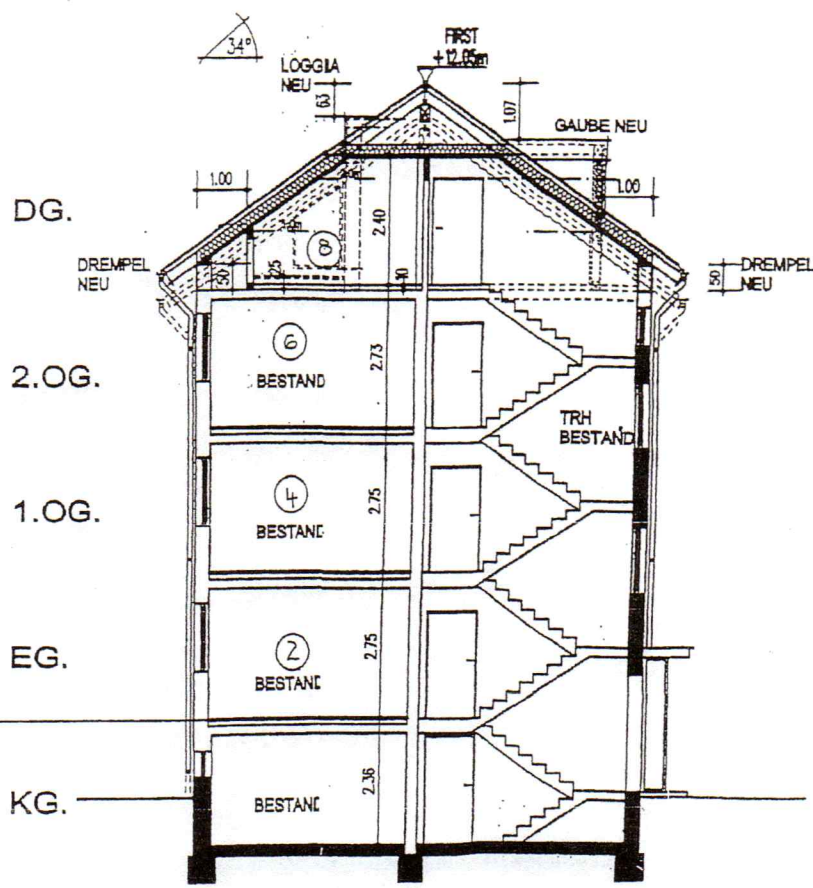 34°
FIRST
+12.05m
LOGGIA
NEU
63
1.07
GAUBE NEU
1.00
1.00
DG.
2.40
8
DREMPEL
NEU
50
25
10
50
DREMPEL
NEU
6
BESTAND
2.73
2.OG.
TRH
BESTAND
4
BESTAND
2.75
1.OG.
2
BESTAND
2.75
EG.
BESTAND
2.36
KG.